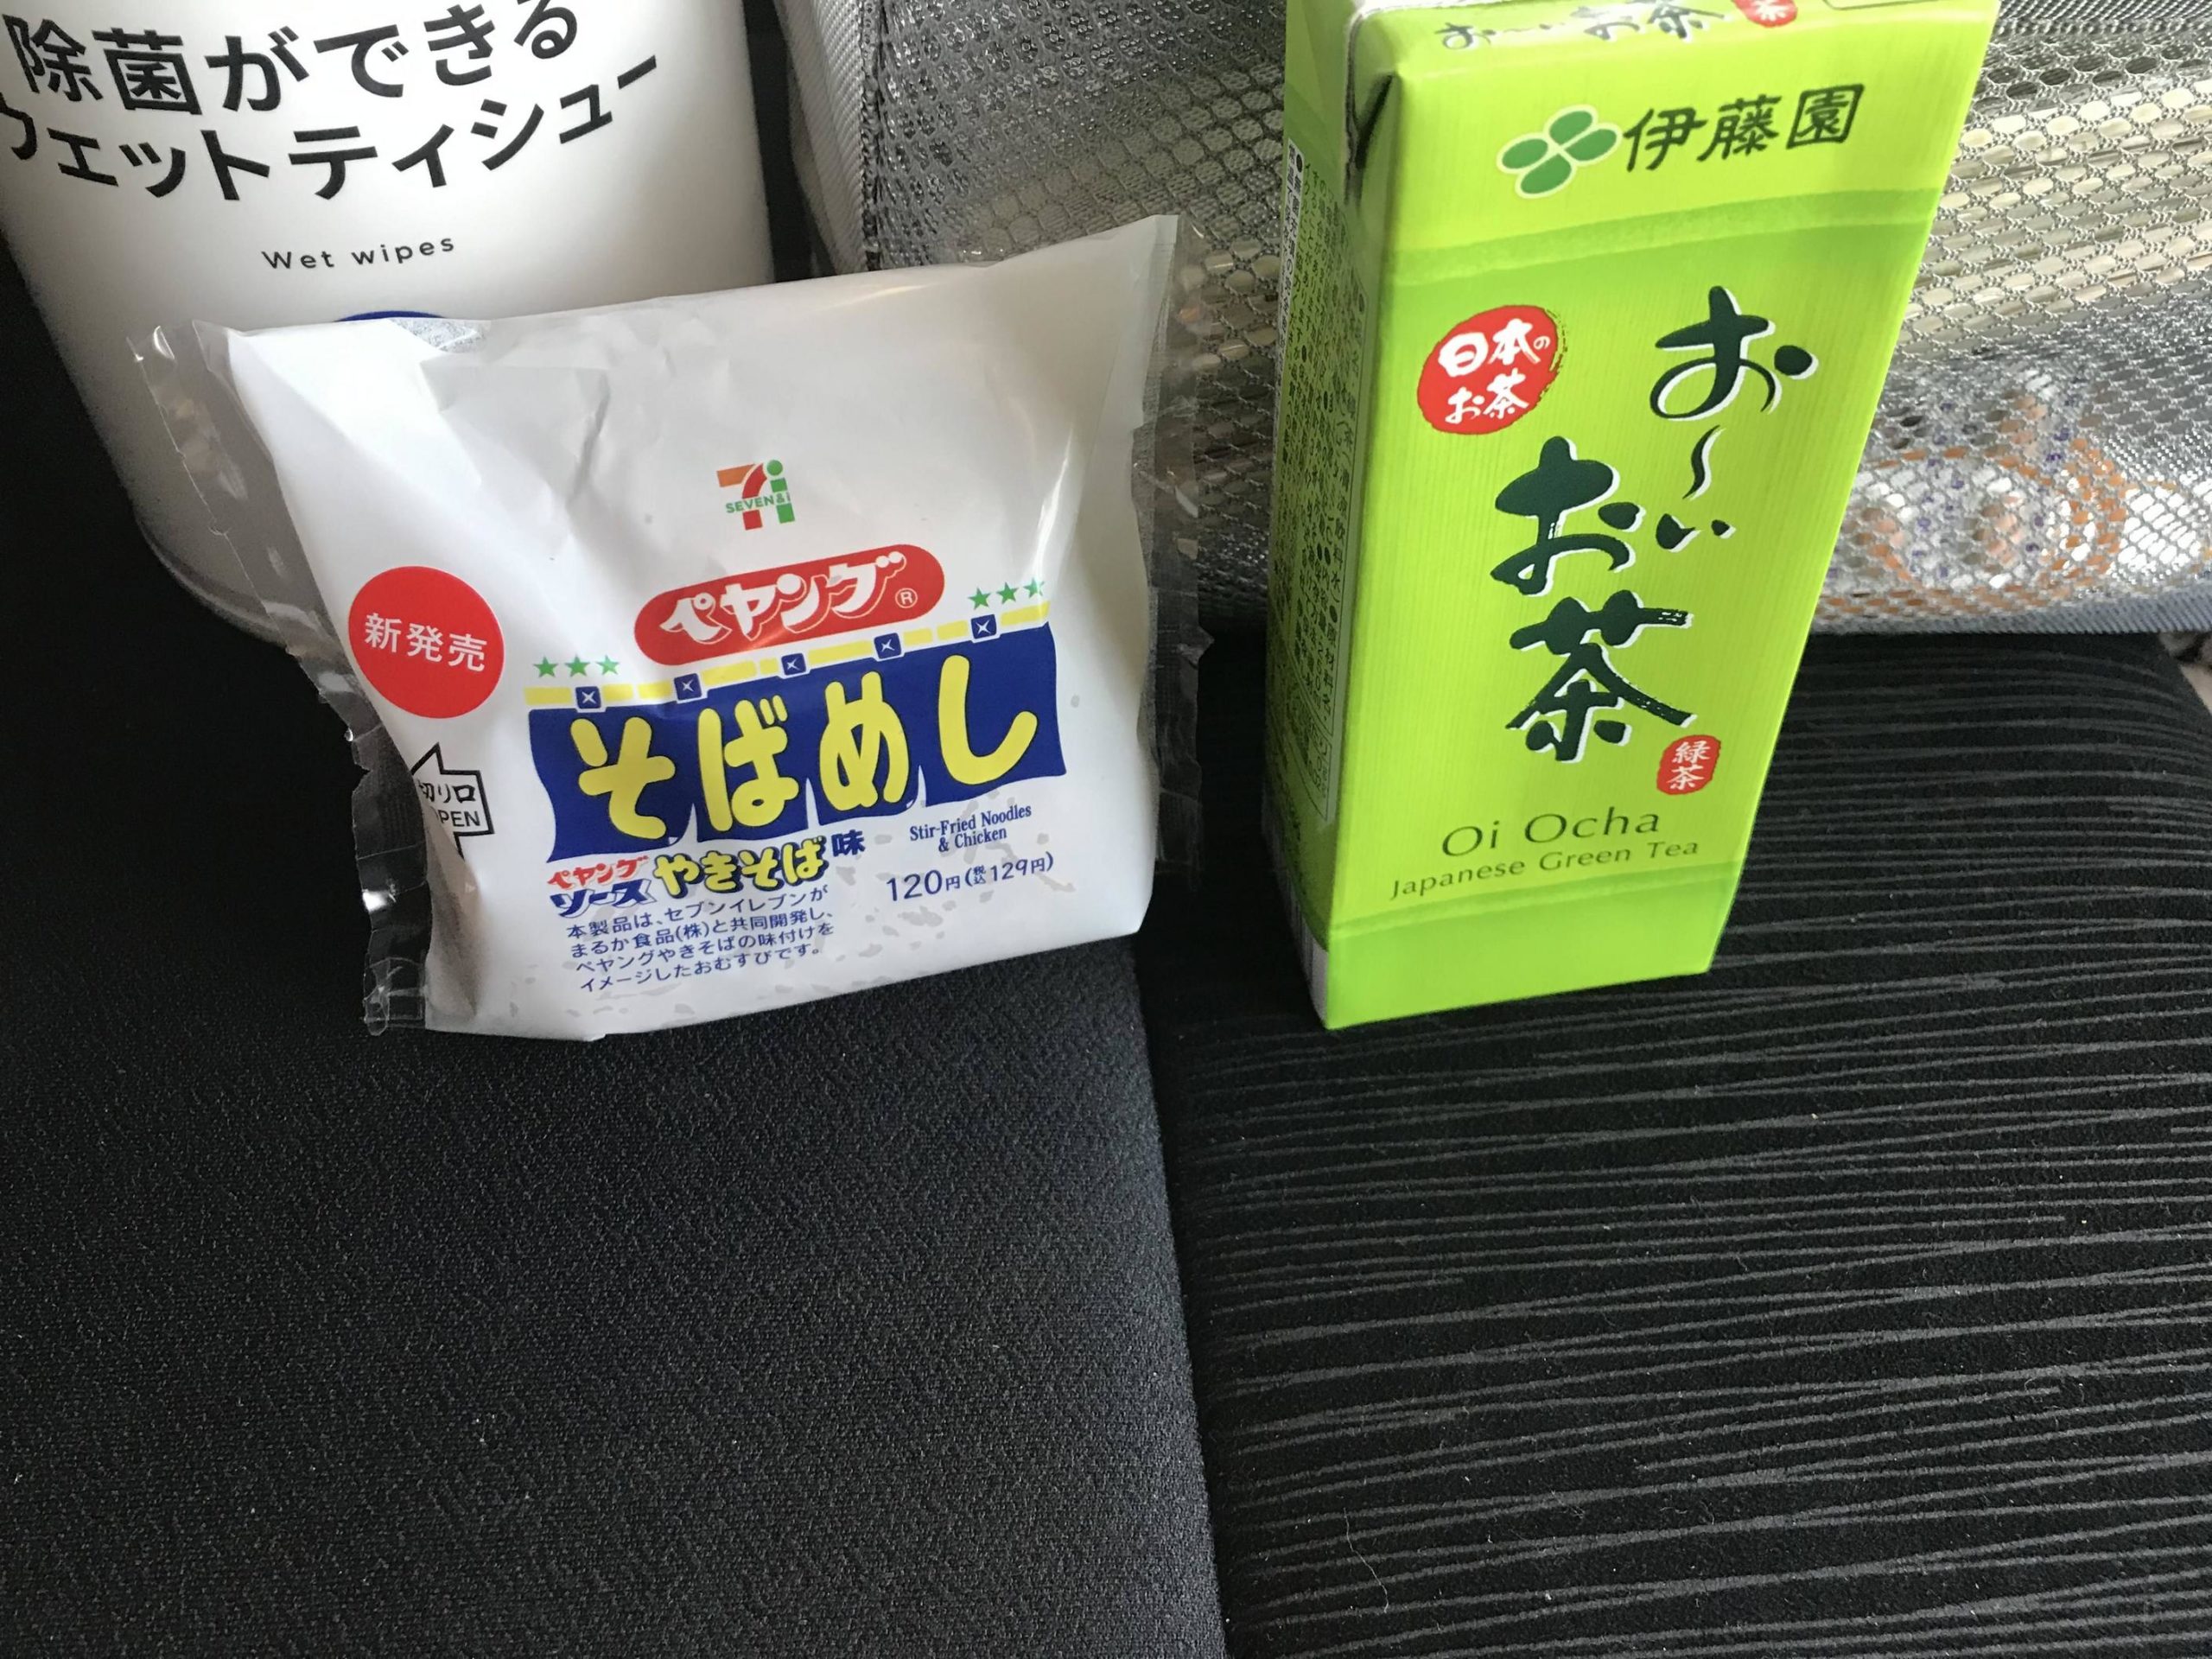 除菌ができる
ウェットティシュー
Wet wipes
SEVEN&i
新発売
ペヤング®
そばめし
切り口
OPEN
ペヤング
ソース
やきそば味
Stir-Fried Noodles
& Chicken
120円(税込129円)
本製品は、セブンイレブンが
まるか食品(株)と共同開発し、
ペヤングやきそばの味付けを
イメージしたおむすびです。
お～いお茶
伊藤園
日本の
お茶
お～い
お茶
緑茶
Oi Ocha
Japanese Green Tea